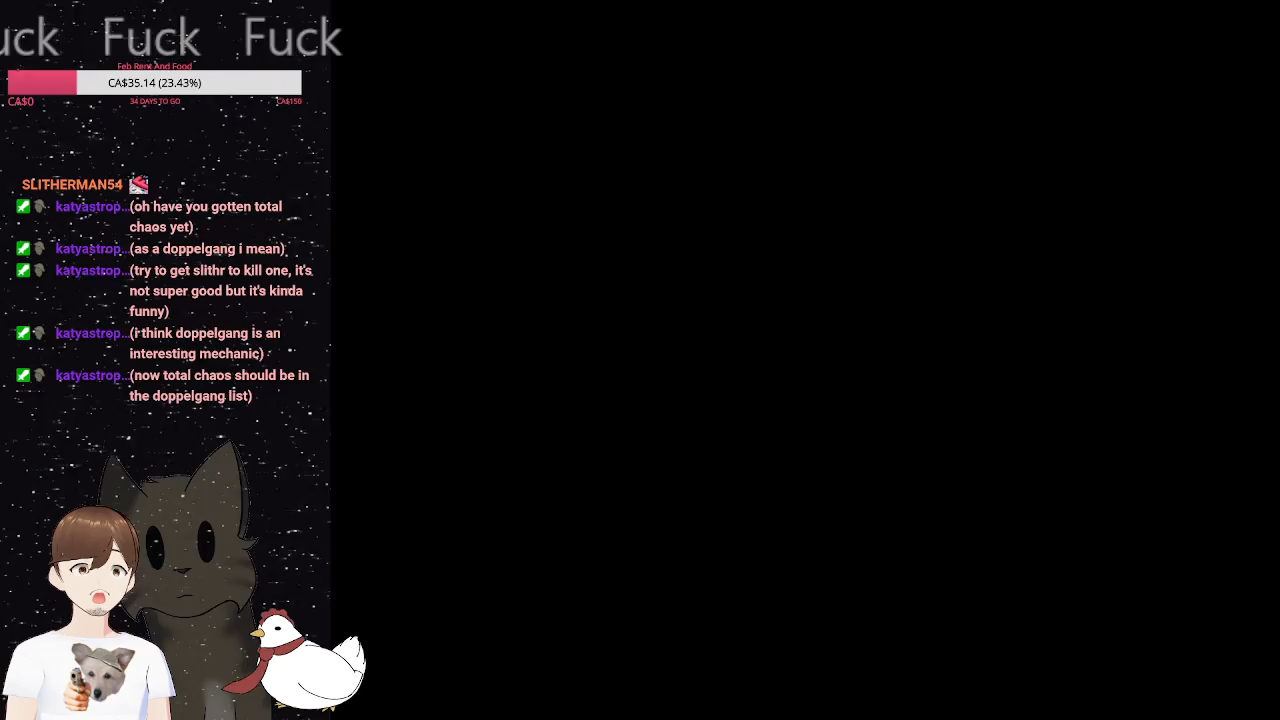 uck Fuck Fuck
Feb Rent And Food
CA$35.14 (23.43%)
CA$0 34 DAYS TO GO CA$150
SLITHERMAN54
katyastrop... (oh have you gotten total
chaos yet)
katyastrop... (as a doppelgang i mean)
katyastrop... (try to get slithr to kill one, it's
not super good but it's kinda
funny)
katyastrop... (i think doppelgang is an
interesting mechanic)
katyastrop... (now total chaos should be in
the doppelgang list)